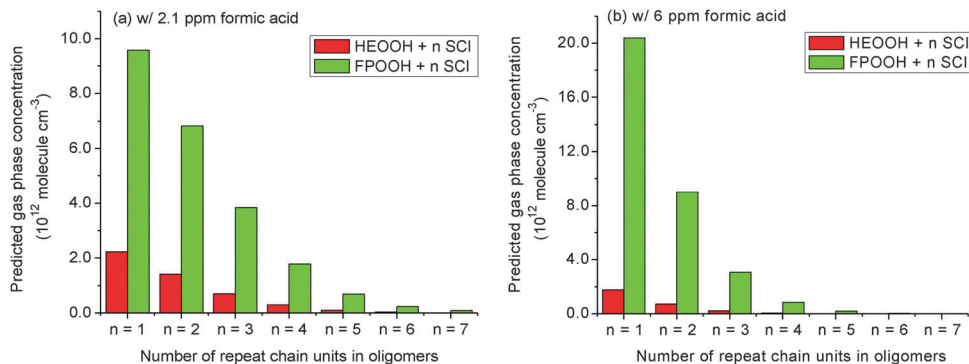 (a) w/ 2.1 ppm formic acid
HEOOH + n SCI
FPOOH + n SCI
Predicted gas phase concentration
(10¹² molecule cm⁻³)
10.0
8.0
6.0
4.0
2.0
0.0
n = 1 n = 2 n = 3 n = 4 n = 5 n = 6 n = 7
Number of repeat chain units in oligomers
(b) w/ 6 ppm formic acid
HEOOH + n SCI
FPOOH + n SCI
Predicted gas phase concentration
(10¹² molecule cm⁻³)
20.0
16.0
12.0
8.0
4.0
0.0
n = 1 n = 2 n = 3 n = 4 n = 5 n = 6 n = 7
Number of repeat chain units in oligomers